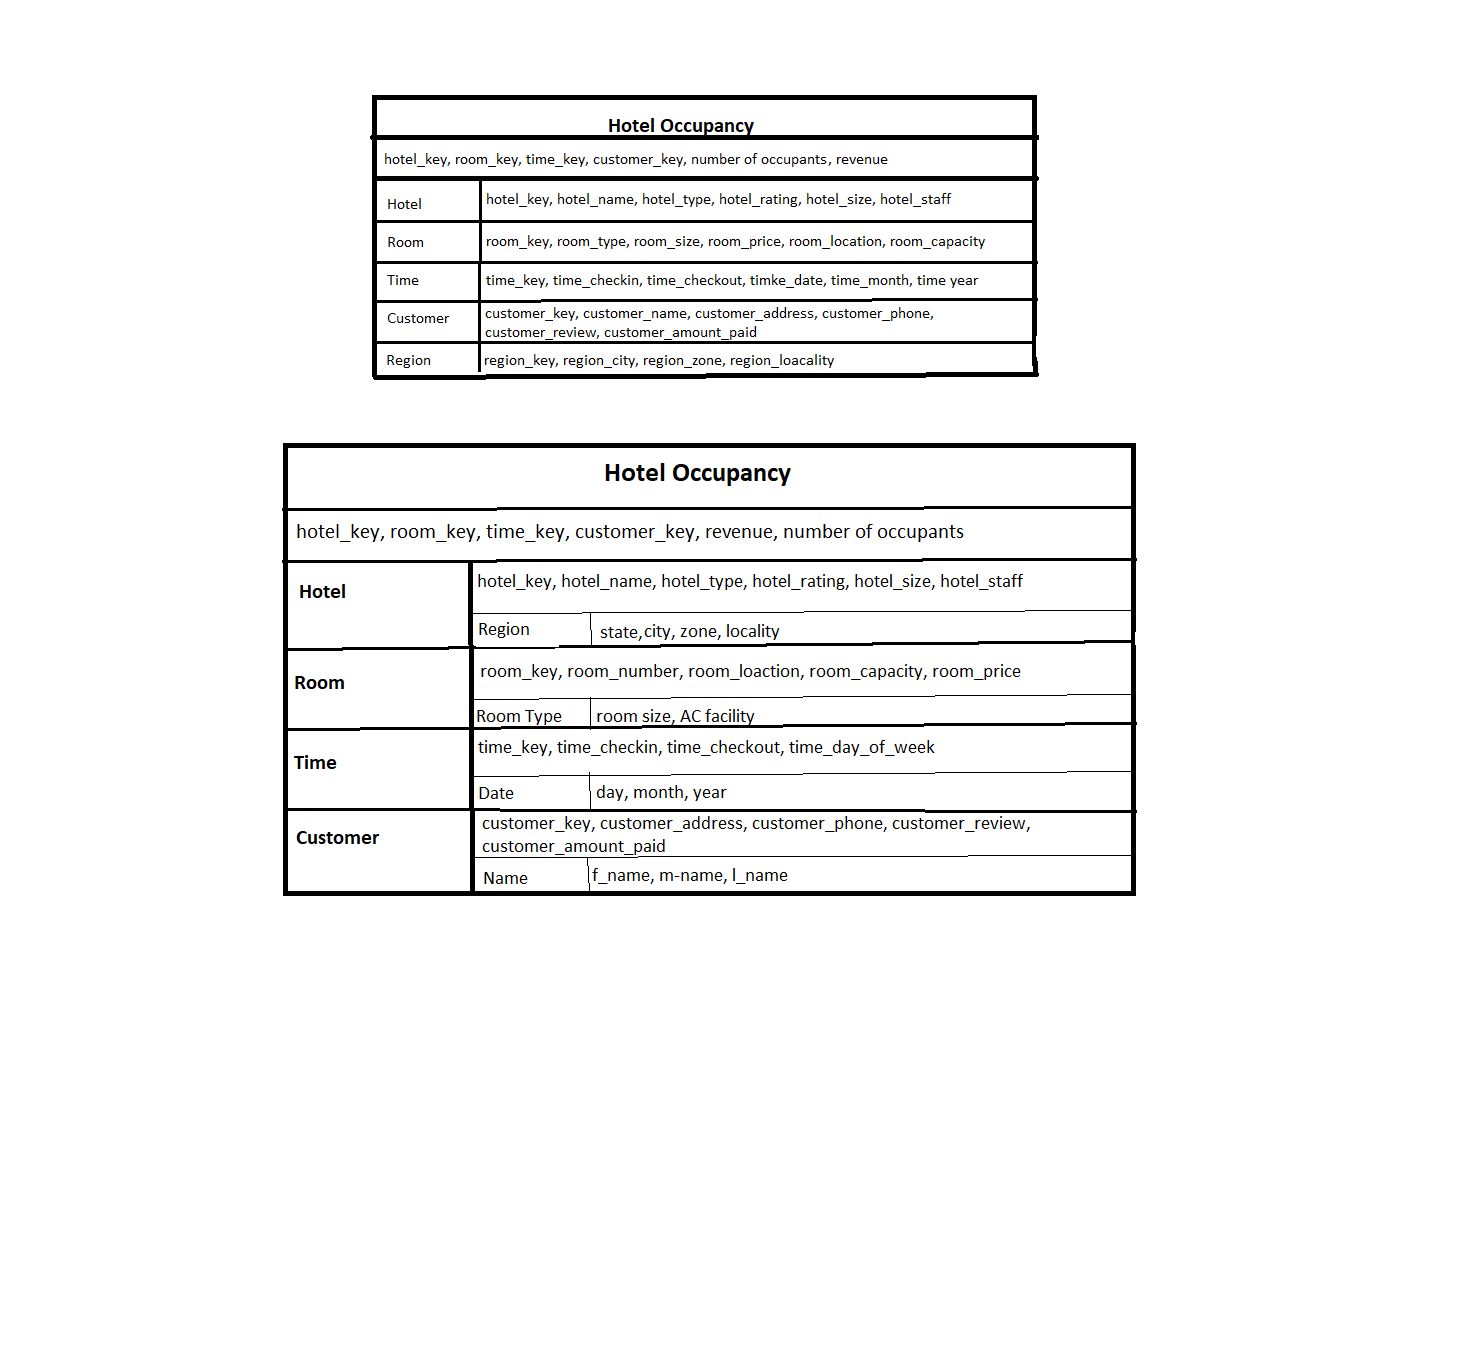 Hotel Occupancy
hotel_key, room_key, time_key, customer_key, number of occupants, revenue
Hotel
hotel_key, hotel_name, hotel_type, hotel_rating, hotel_size, hotel_staff
Room
room_key, room_type, room_size, room_price, room_location, room_capacity
Time
time_key, time_checkin, time_checkout, timke_date, time_month, time year
Customer
customer_key, customer_name, customer_address, customer_phone,
customer_review, customer_amount_paid
Region
region_key, region_city, region_zone, region_loacality
Hotel Occupancy
hotel_key, room_key, time_key, customer_key, revenue, number of occupants
Hotel
hotel_key, hotel_name, hotel_type, hotel_rating, hotel_size, hotel_staff
Region
state, city, zone, locality
Room
room_key, room_number, room_loaction, room_capacity, room_price
Room Type
room size, AC facility
Time
time_key, time_checkin, time_checkout, time_day_of_week
Date
day, month, year
Customer
customer_key, customer_address, customer_phone, customer_review,
customer_amount_paid
Name
f_name, m-name, l_name